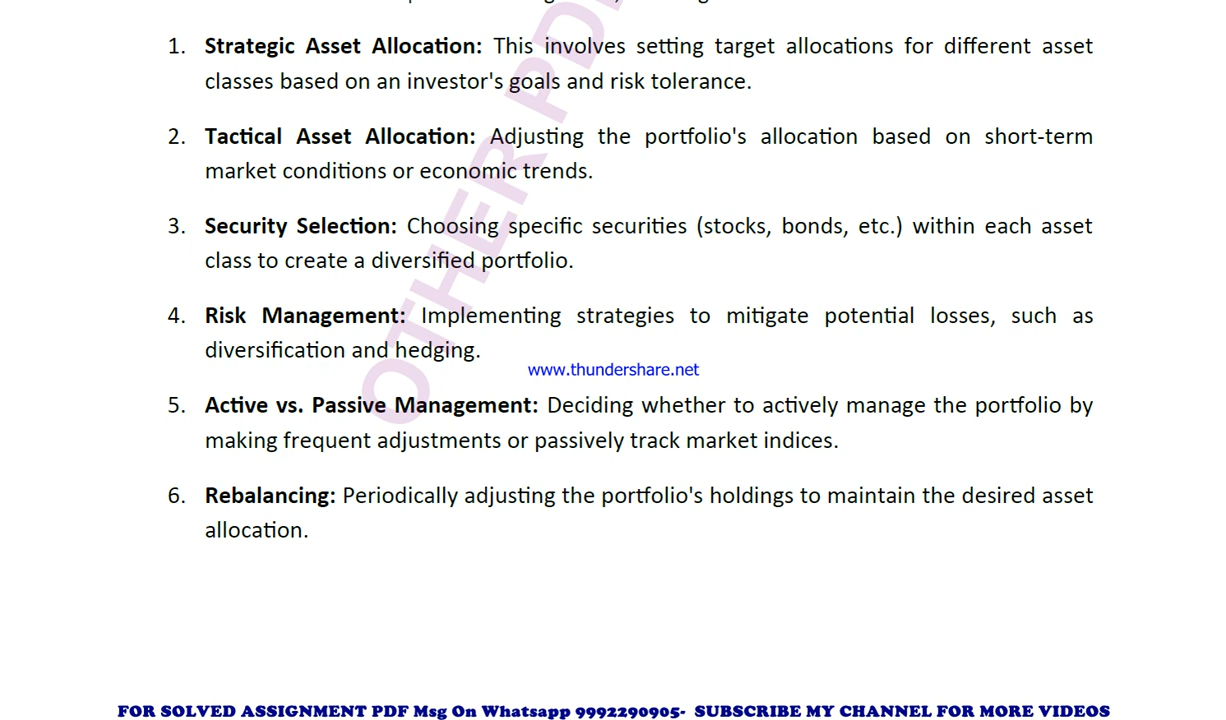 1. Strategic Asset Allocation: This involves setting target allocations for different asset
classes based on an investor's goals and risk tolerance.
2. Tactical Asset Allocation: Adjusting the portfolio's allocation based on short-term
market conditions or economic trends.
3. Security Selection: Choosing specific securities (stocks, bonds, etc.) within each asset
class to create a diversified portfolio.
4. Risk Management: Implementing strategies to mitigate potential losses, such as
diversification and hedging.
www.thundershare.net
5. Active vs. Passive Management: Deciding whether to actively manage the portfolio by
making frequent adjustments or passively track market indices.
6. Rebalancing: Periodically adjusting the portfolio's holdings to maintain the desired asset
allocation.
OTHER PDF
FOR SOLVED ASSIGNMENT PDF Msg On Whatsapp 9992290905- SUBSCRIBE MY CHANNEL FOR MORE VIDEOS